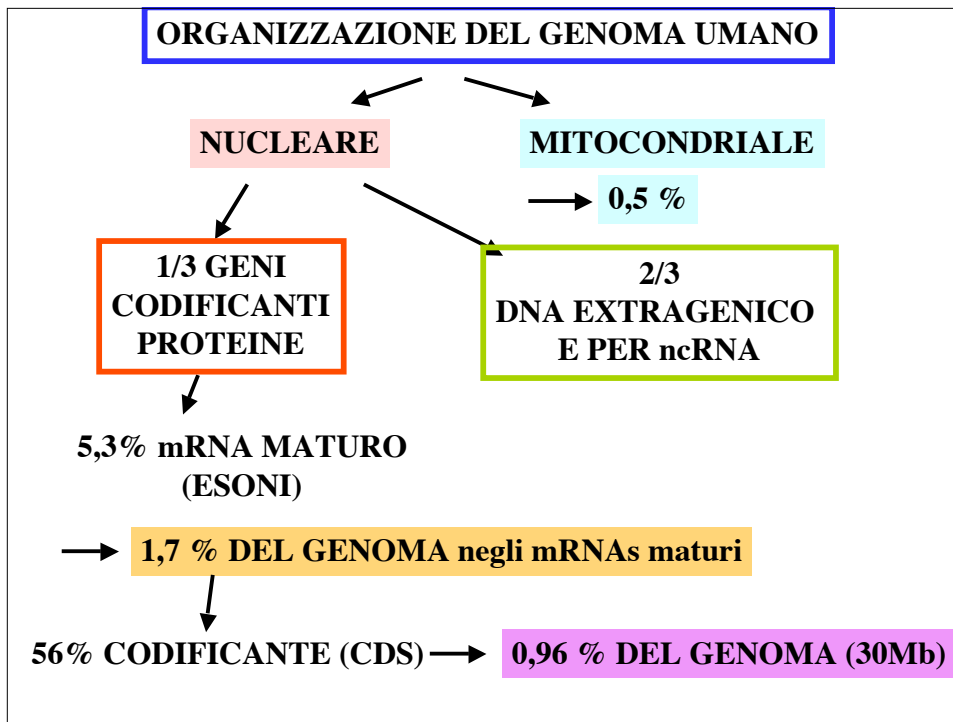 ORGANIZZAZIONE DEL GENOMA UMANO
NUCLEARE
MITOCONDRIALE
0,5 %
1/3 GENI
CODIFICANTI
PROTEINE
2/3
DNA EXTRAGENICO
E PER ncRNA
5,3% mRNA MATURO
(ESONI)
1,7 % DEL GENOMA negli mRNAs maturi
56% CODIFICANTE (CDS)
0,96 % DEL GENOMA (30Mb)